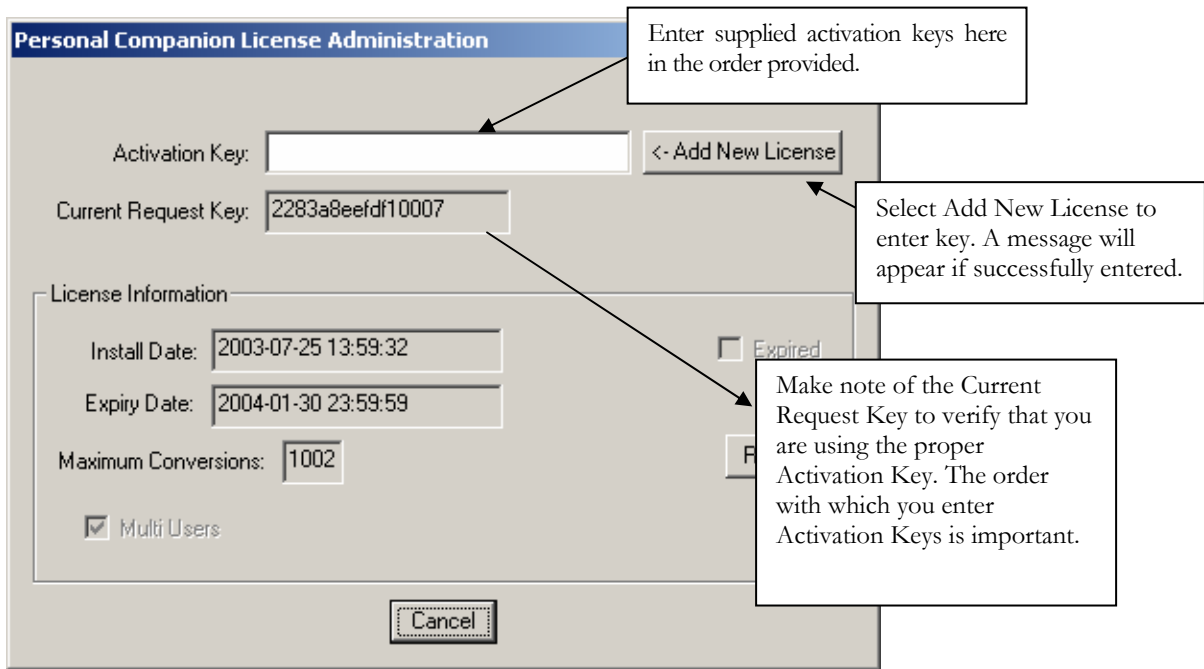 Personal Companion License Administration
Enter supplied activation keys here
in the order provided.
Activation Key:
<- Add New License
Current Request Key: 2283a8eefdf10007
Select Add New License to
enter key. A message will
appear if successfully entered.
License Information
Install Date: 2003-07-25 13:59:32
Expired
Expiry Date: 2004-01-30 23:59:59
Maximum Conversions: 1002
Multi Users
Make note of the Current
Request Key to verify that you
are using the proper
Activation Key. The order
with which you enter
Activation Keys is important.
Cancel